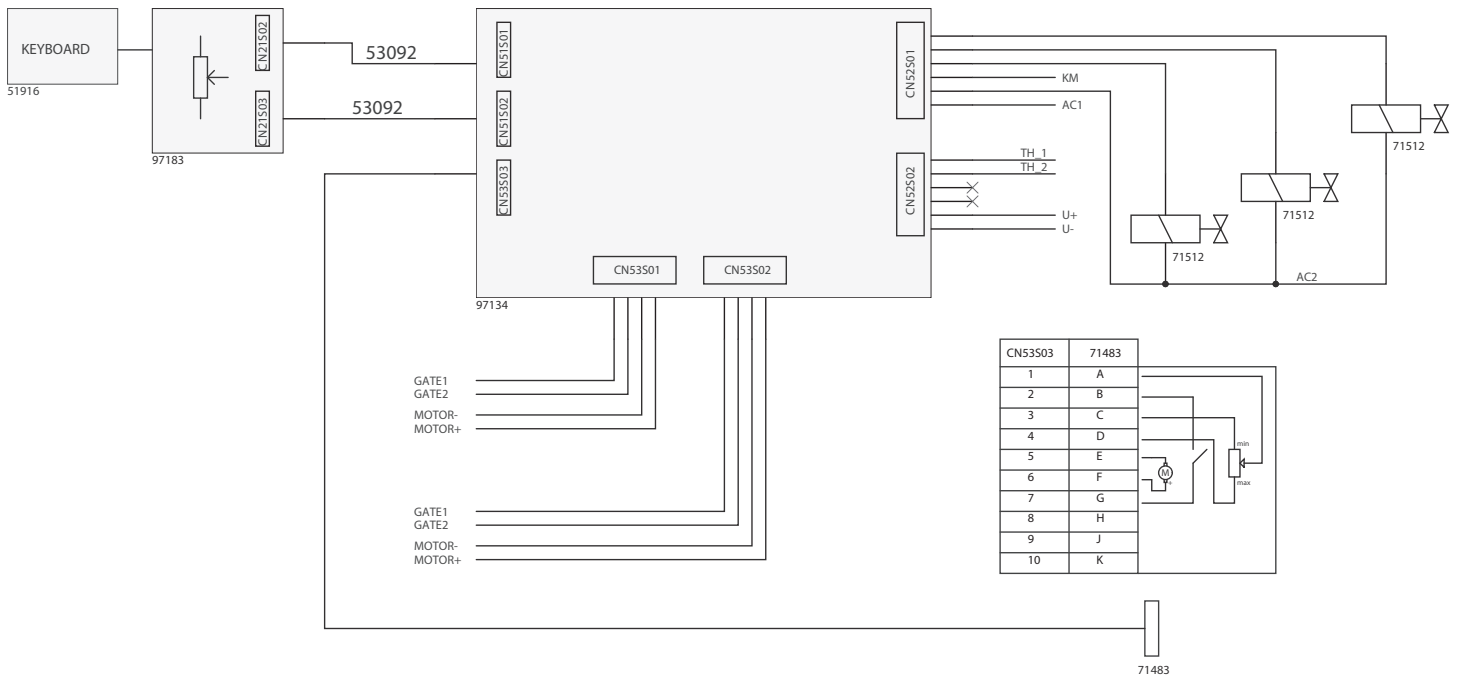 KEYBOARD
51916
CN21S02
CN21S03
97183
53092
53092
CN51S01
CN51S02
CN53S03
CN52S01
CN52S02
CN53S01
CN53S02
97134
KM
AC1
TH_1
TH_2
U+
U-
71512
71512
71512
AC2
GATE1
GATE2
MOTOR-
MOTOR+
GATE1
GATE2
MOTOR-
MOTOR+
CN53S03 71483
1 A
2 B
3 C
4 D
5 E
6 F
7 G
8 H
9 J
10 K
min
M
+
max
71483